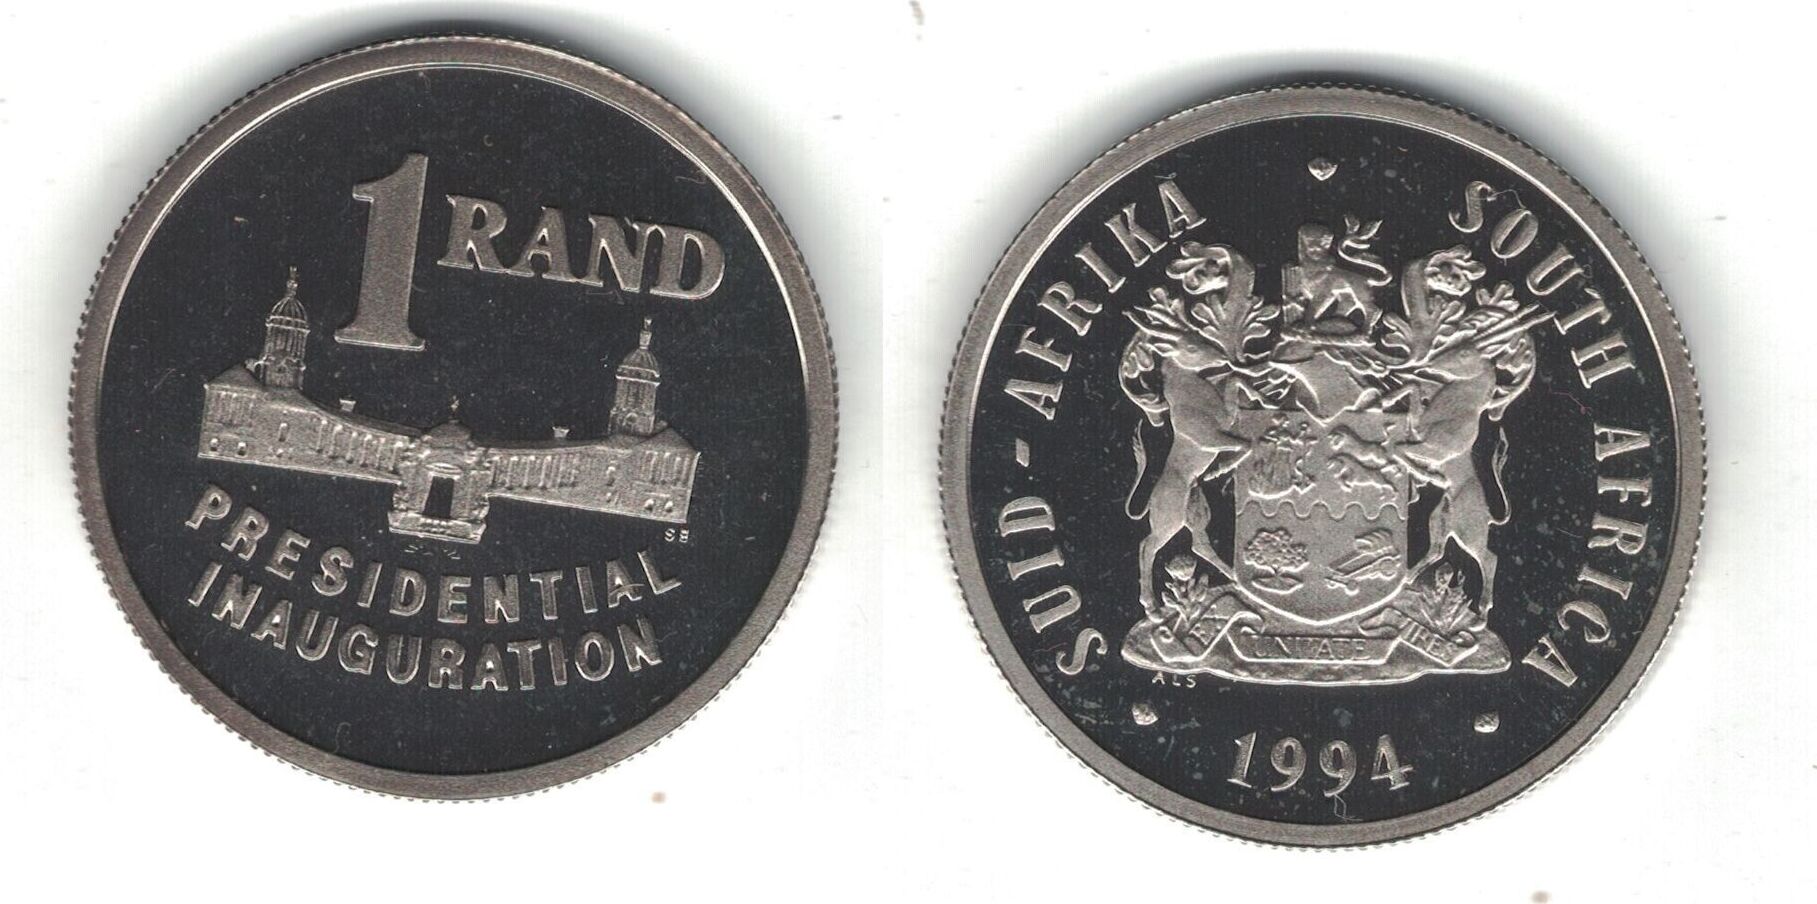 1 RAND
SB
PRESIDENTIAL
INAUGURATION
SUID-AFRIKA
SOUTH AFRICA
EX UNITATE VIRES
ALS
1994